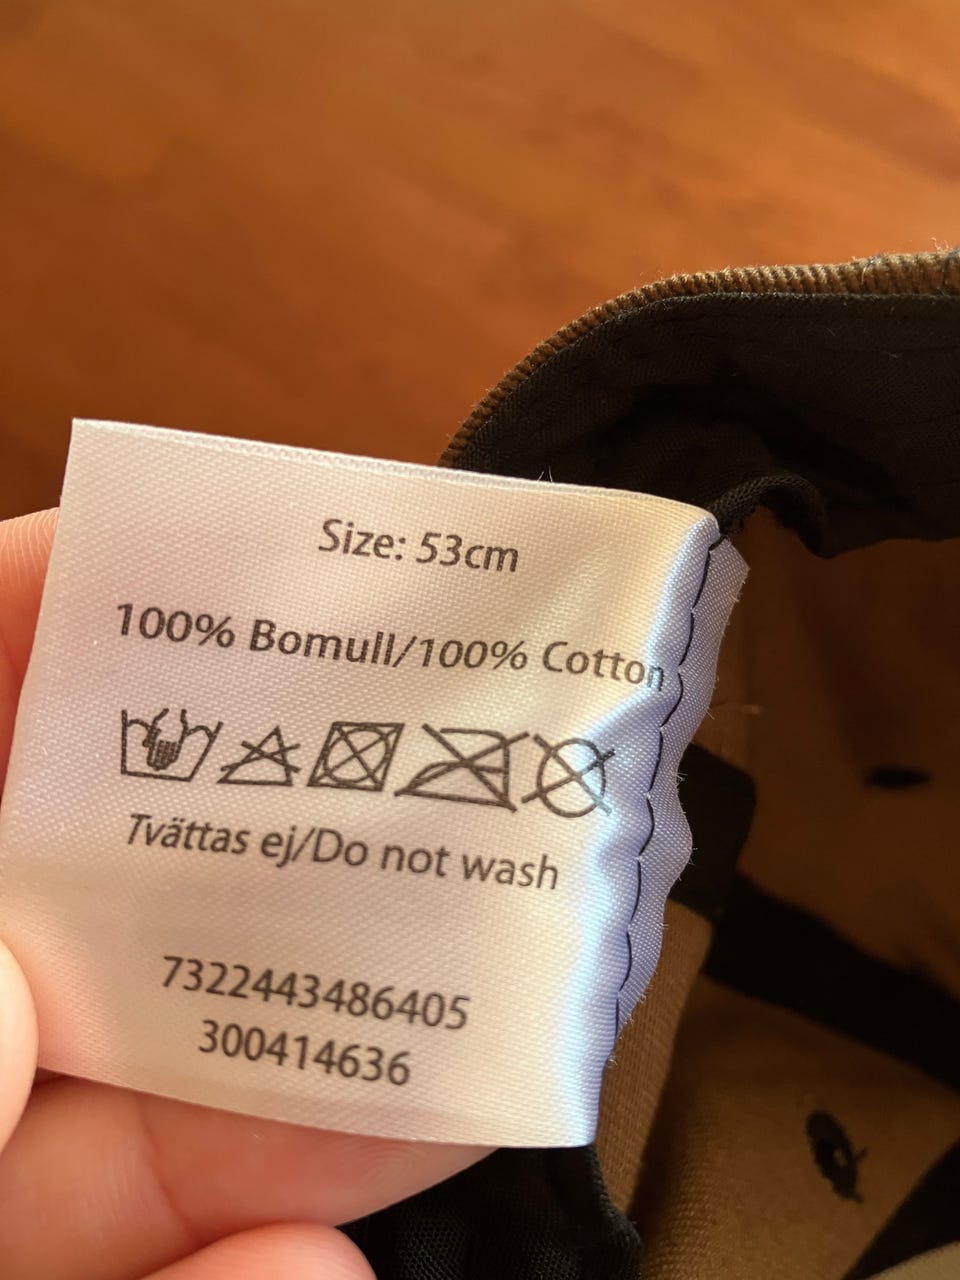 Size: 53cm
100% Bomull/100% Cotton
Tvättas ej/Do not wash
7322443486405
300414636